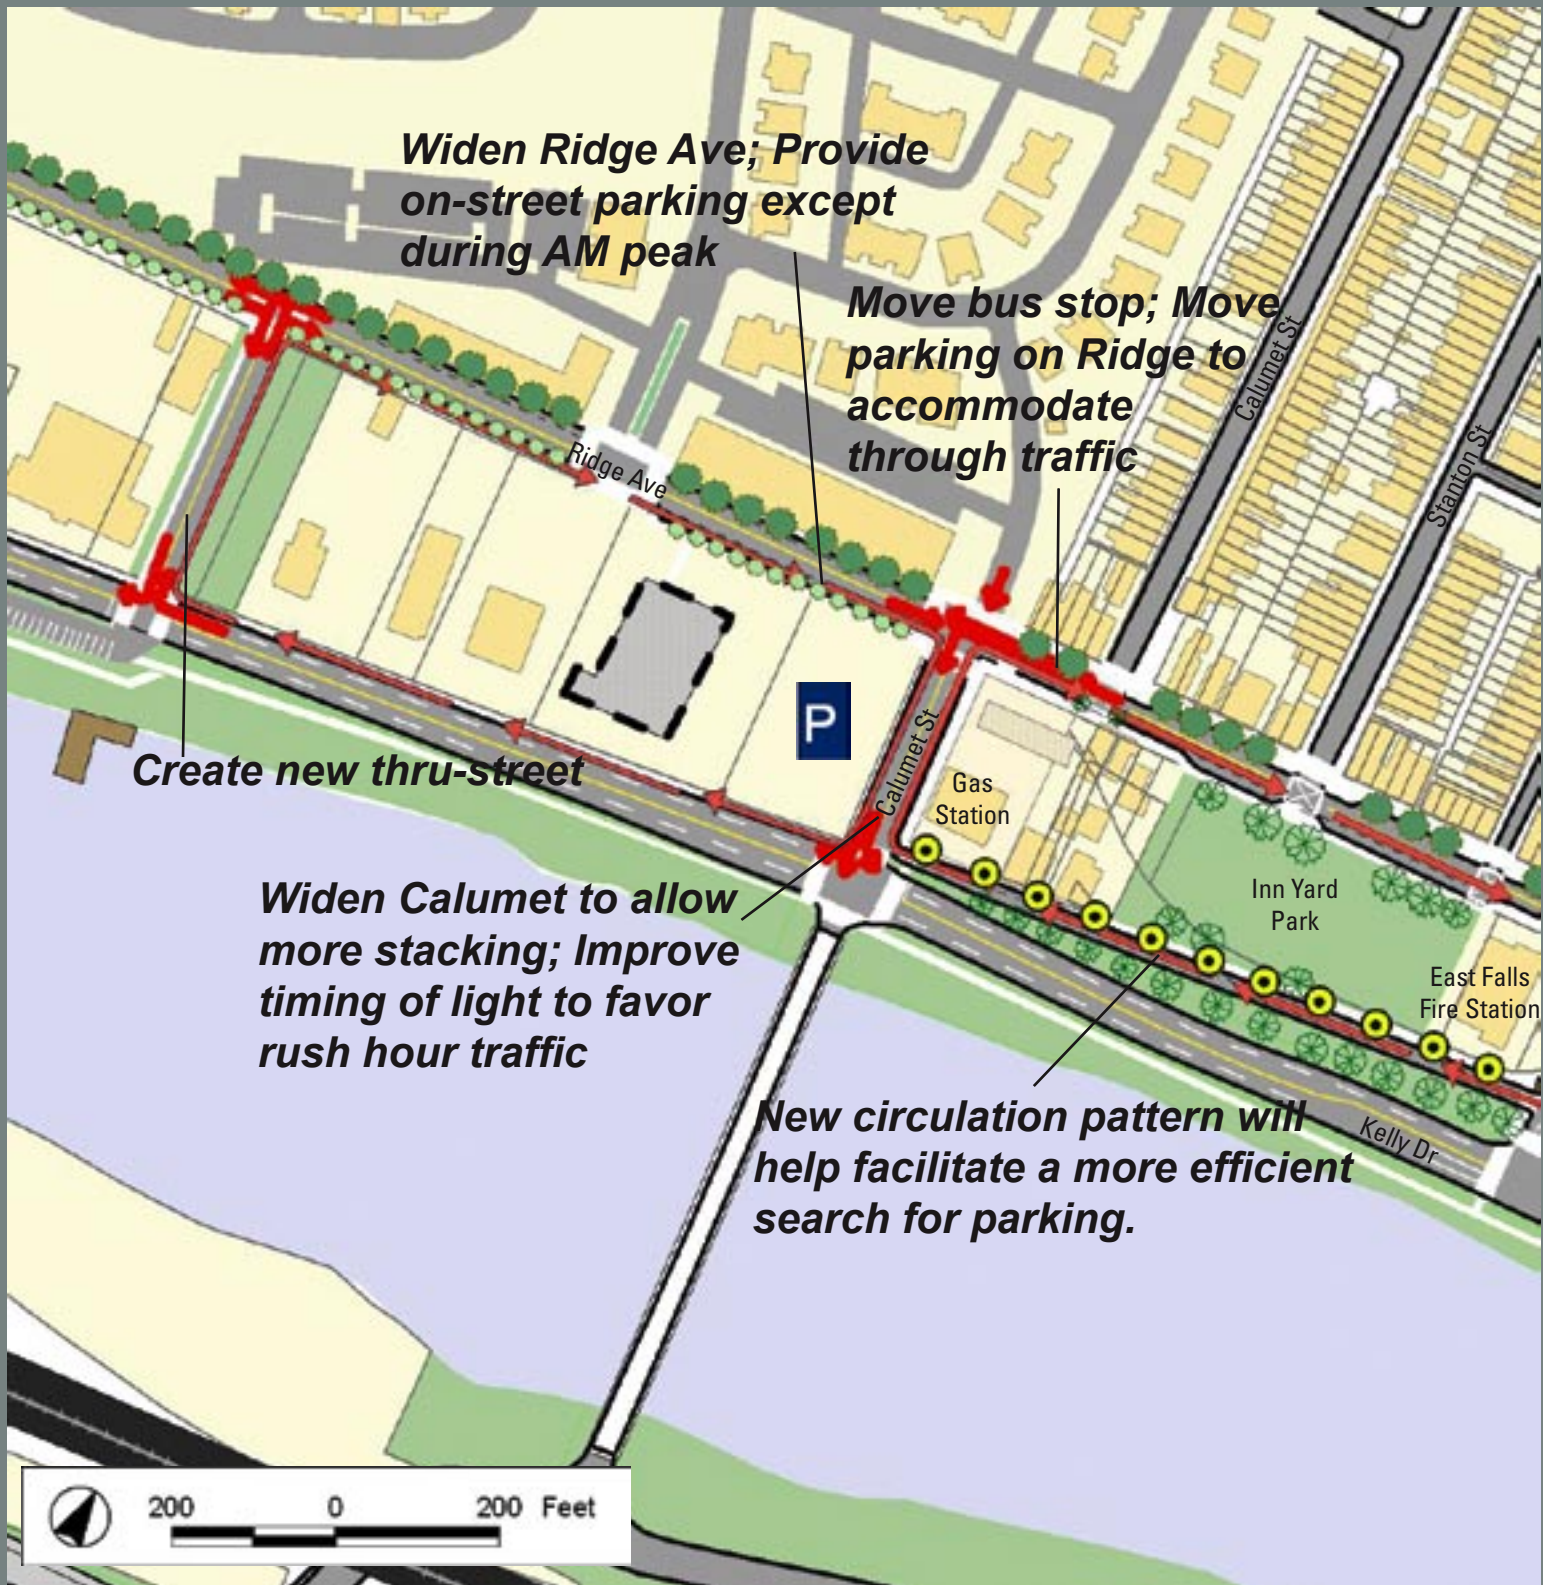 Widen Ridge Ave; Provide
on-street parking except
during AM peak
Move bus stop; Move
parking on Ridge to
accommodate
through traffic
Calumet St
Stanton St
Ridge Ave
P
Create new thru-street
Calumet St
Gas
Station
Inn Yard
Park
East Falls
Fire Station
Widen Calumet to allow
more stacking; Improve
timing of light to favor
rush hour traffic
New circulation pattern will
help facilitate a more efficient
search for parking.
Kelly Dr
200 0 200 Feet